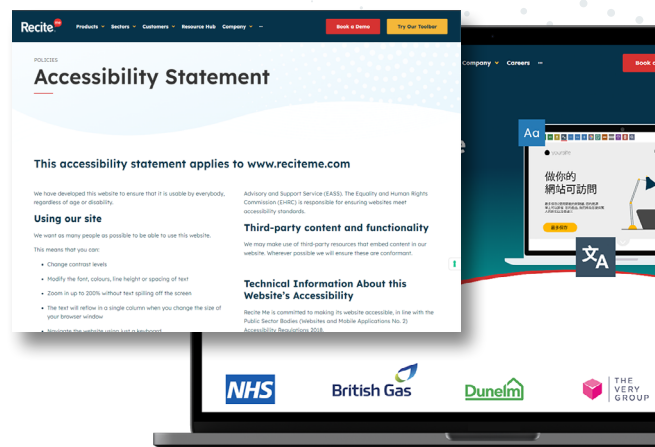 Recite me
Products Sectors Customers Resource Hub Company ···
Book a Demo
Try Our Toolbar
POLICIES
Accessibility Statement
This accessibility statement applies to www.reciteme.com
We have developed this website to ensure that it is usable by everybody,
regardless of age or disability.
Using our site
We want as many people as possible to be able to use this website.
This means that you can:
• Change contrast levels
• Modify the font, colours, line height or spacing of text
• Zoom in up to 200% without text spilling off the screen
• The text will reflow in a single column when you change the size of
your browser window
• Navigate the website using just a keyboard
Advisory and Support Service (EASS). The Equality and Human Rights
Commission (EHRC) is responsible for ensuring websites meet
accessibility standards.
Third-party content and functionality
We may make use of third-party resources that embed content in our
website. Wherever possible we will ensure these are conformant.
Technical Information About this
Website's Accessibility
Recite Me is committed to making its website accessible, in line with the
Public Sector Bodies (Websites and Mobile Applications No. 2)
Accessibility Regulations 2018.
Company Careers ···
Book a
Aa
做你的
網站可訪問
文A
NHS
British Gas
Dunelm
THE
VERY
GROUP